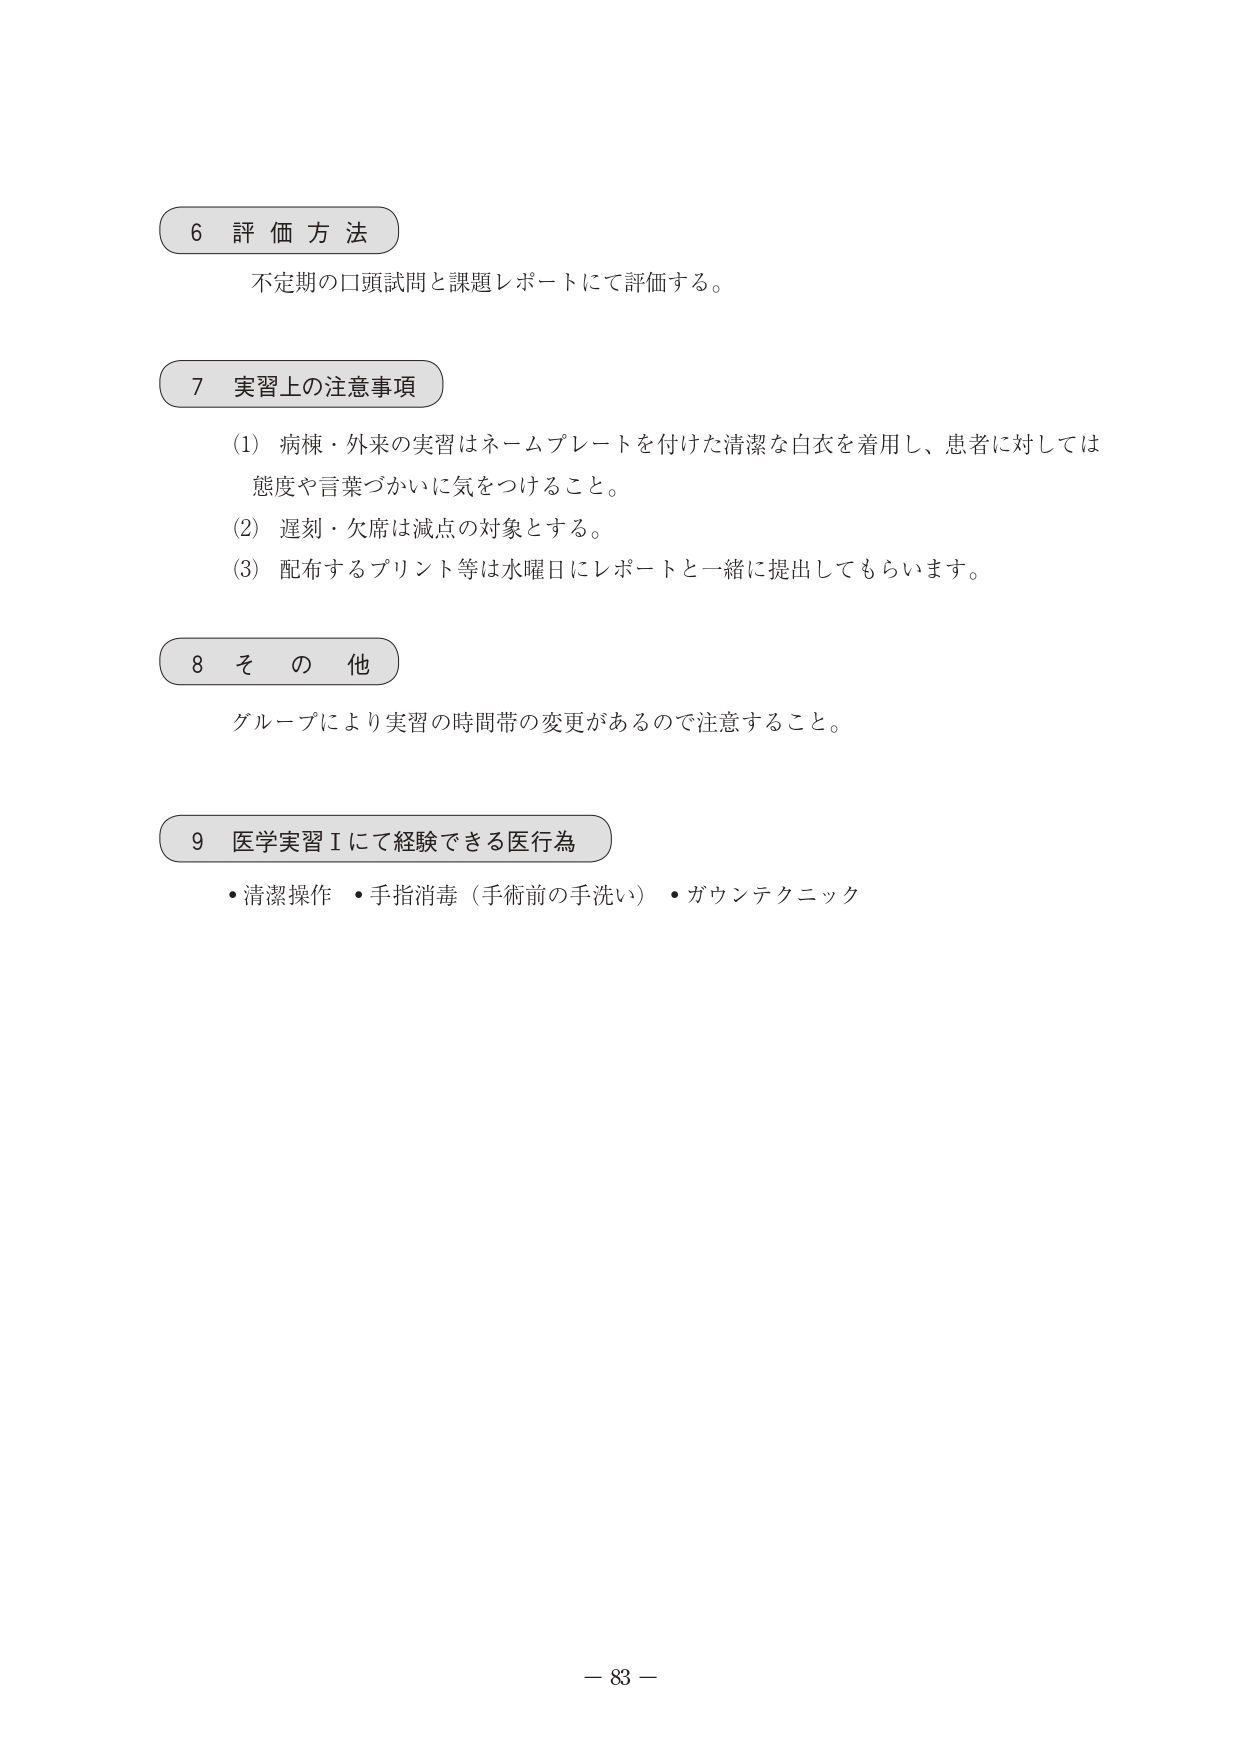 6 評価方法
不定期の口頭試問と課題レポートにて評価する。
7 実習上の注意事項
(1) 病棟・外来の実習はネームプレートを付けた清潔な白衣を着用し、患者に対しては
態度や言葉づかいに気をつけること。
(2) 遅刻・欠席は減点の対象とする。
(3) 配布するプリント等は水曜日にレポートと一緒に提出してもらいます。
8 その他
グループにより実習の時間帯の変更があるので注意すること。
9 医学実習Ⅰにて経験できる医行為
•清潔操作 •手指消毒（手術前の手洗い） •ガウンテクニック
― 83 ―